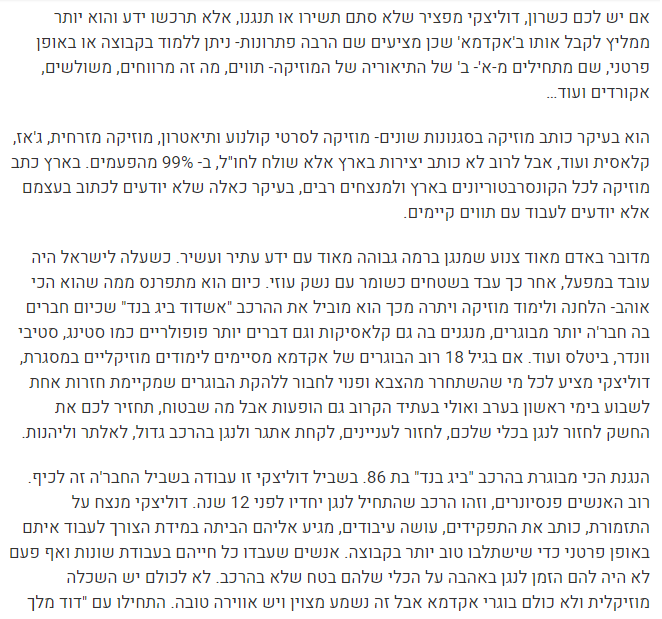 אם יש לכם כשרון, דוליצקי מפציר שלא סתם תשירו או תנגנו, אלא תרכשו ידע והוא יותר
ממליץ לקבל אותו ב'אקדמא' שכן מציעים שם הרבה פתרונות- ניתן ללמוד בקבוצה או באופן
פרטני, שם מתחילים מ-א'- ב' של התיאוריה של המוזיקה- תווים, מה זה מרווחים, משולשים,
אקורדים ועוד...
הוא בעיקר כותב מוזיקה בסגנונות שונים- מוזיקה לסרטי קולנוע ותיאטרון, מוזיקה מזרחית, ג'אז,
קלאסית ועוד, אבל לרוב לא כותב יצירות בארץ אלא שולח לחו"ל, ב- 99% מהפעמים. בארץ כתב
מוזיקה לכל הקונסרבטוריונים בארץ ולמנצחים רבים, בעיקר כאלה שלא יודעים לכתוב בעצמם
אלא יודעים לעבוד עם תווים קיימים.
מדובר באדם מאוד צנוע שמנגן ברמה גבוהה מאוד עם ידע עתיר ועשיר. כשעלה לישראל היה
עובד במפעל, אחר כך עבד בשטחים כשומר עם נשק עוזי. כיום הוא מתפרנס ממה שהוא הכי
אוהב- הלחנה ולימוד מוזיקה ויתרה מכך הוא מוביל את ההרכב "אשדוד ביג בנד" שכיום חברים
בה חבר'ה יותר מבוגרים, מנגנים בה גם קלאסיקות וגם דברים יותר פופולריים כמו סטינג, סטיבי
וונדר, ביטלס ועוד. אם בגיל 18 רוב הבוגרים של אקדמא מסיימים לימודים מוזיקליים במסגרת,
דוליצקי מציע לכל מי שהשתחרר מהצבא ופנוי לחבור ללהקת הבוגרים שמקיימת חזרות אחת
לשבוע בימי ראשון בערב ואולי בעתיד הקרוב גם הופעות אבל מה שבטוח, תחזיר לכם את
החשק לחזור לנגן בכלי שלכם, לחזור לעניינים, לקחת אתגר ולנגן בהרכב גדול, לאלתר וליהנות.
הנגנת הכי מבוגרת בהרכב "ביג בנד" בת 86. בשביל דוליצקי זו עבודה בשביל החבר'ה זה לכיף.
רוב האנשים פנסיונרים, וזהו הרכב שהתחיל לנגן יחדיו לפני 12 שנה. דוליצקי מנצח על
התזמורת, כותב את התפקידים, עושה עיבודים, מגיע אליהם הביתה במידת הצורך לעבוד איתם
באופן פרטני כדי שישתלבו טוב יותר בקבוצה. אנשים שעבדו כל חייהם בעבודת שונות ואף פעם
לא היה להם הזמן לנגן באהבה על הכלי שלהם בטח שלא בהרכב. לא לכולם יש השכלה
מוזיקלית ולא כולם בוגרי אקדמא אבל זה נשמע מצוין ויש אווירה טובה. התחילו עם "דוד מלך